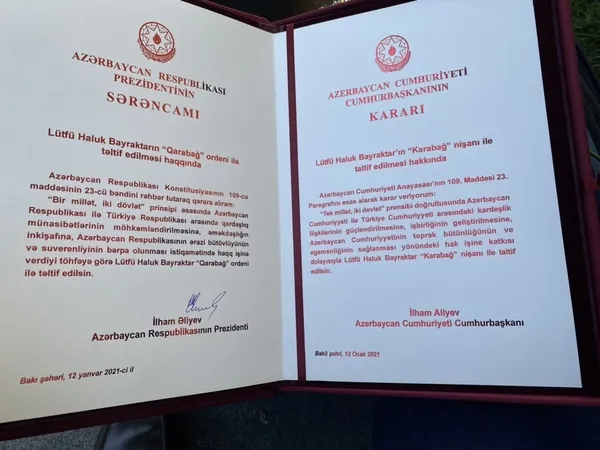 AZƏRBAYCAN RESPUBLİKASI
PREZİDENTİNİN
SƏRƏNCAMI
Lütfü Haluk Bayraktarın “Qarabağ” ordeni ilə
təltif edilməsi haqqında
Azərbaycan Respublikası Konstitusiyasının 109-cu
maddəsinin 23-cü bəndini rəhbər tutaraq qərara alıram:
“Bir millət, iki dövlət” prinsipi əsasında Azərbaycan
Respublikası ilə Türkiyə Respublikası arasında qardaşlıq
münasibətlərinin möhkəmləndirilməsinə, əməkdaşlığın
inkişafına, Azərbaycan Respublikasının ərazi bütövlüyünün
və suverenliyinin bərpa olunması istiqamətində haqq işinə
verdiyi töhfəyə görə Lütfü Haluk Bayraktar “Qarabağ” ordeni
ilə təltif edilsin.
İlham Əliyev
Azərbaycan Respublikasının Prezidenti
Bakı şəhəri, 12 yanvar 2021-ci il
AZERBAYCAN CUMHURİYETİ
CUMHURBAŞKANININ
KARARI
Lütfü Haluk Bayraktar’ın “Karabağ” nişanı ile
taltif edilmesi hakkında
Azerbaycan Cumhuriyeti Anayasası’nın 109. Maddesi 23.
Paragrafını esas alarak karar veriyorum:
“Tek millet, iki devlet” prensibi doğrultusunda Azerbaycan
Cumhuriyeti ile Türkiye Cumhuriyeti arasındaki kardeşlik
ilişkilerin güçlendirilmesine, işbirliğinin geliştirilmesine,
Azerbaycan Cumhuriyetinin toprak bütünlüğünün ve
egemenliğinin sağlanması yönündeki hak işine katkısı
dolayısıyla Lütfü Haluk Bayraktar “Karabağ” nişanı ile taltif
edilsin.
İlham Aliyev
Azerbaycan Cumhuriyeti Cumhurbaşkanı
Bakü şehri, 12 Ocak 2021